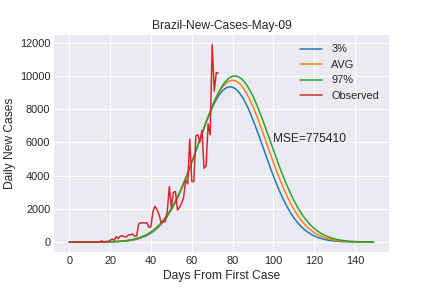 Brazil-New-Cases-May-09
12000
10000
8000
6000
4000
2000
0
Daily New Cases
3%
AVG
97%
Observed
MSE=775410
0 20 40 60 80 100 120 140
Days From First Case